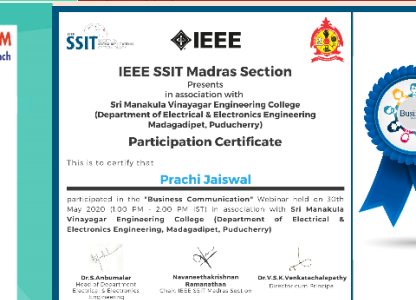 M
ch
IEEE
SSIT
IEEE
IEEE SSIT Madras Section
Presents
in association with
Sri Manakula Vinayagar Engineering College
(Department of Electrical & Electronics Engineering
Madagadipet, Puducherry)
Participation Certificate
This is to certify that
Prachi Jaiswal
participated in the "Business Communication" Webinar held on 30th
May 2020 (1:00 PM - 2:00 PM IST) in association with Sri Manakula
Vinayagar Engineering College (Department of Electrical &
Electronics Engineering, Madagadipet, Puducherry)
Dr.S.Anbumalar
Head of Department
Electrical & Electronics
Engineering
Navaneethakrishnan
Ramanathan
Chair, IEEE SSIT Madras Section
Dr.V.S.K.Venkatachalapathy
Director cum Principal
Busi